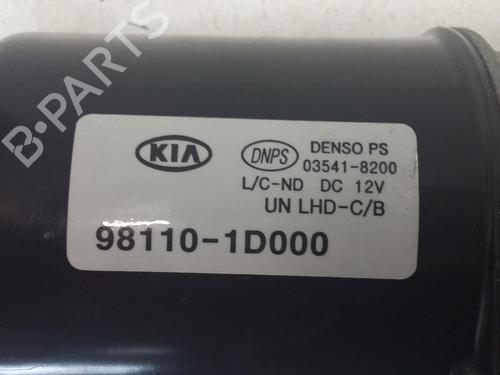 B-PARTS
KIA DNPS DENSO PS
03541-8200
L/C-ND DC 12V
UN LHD-C/B
98110-1D000